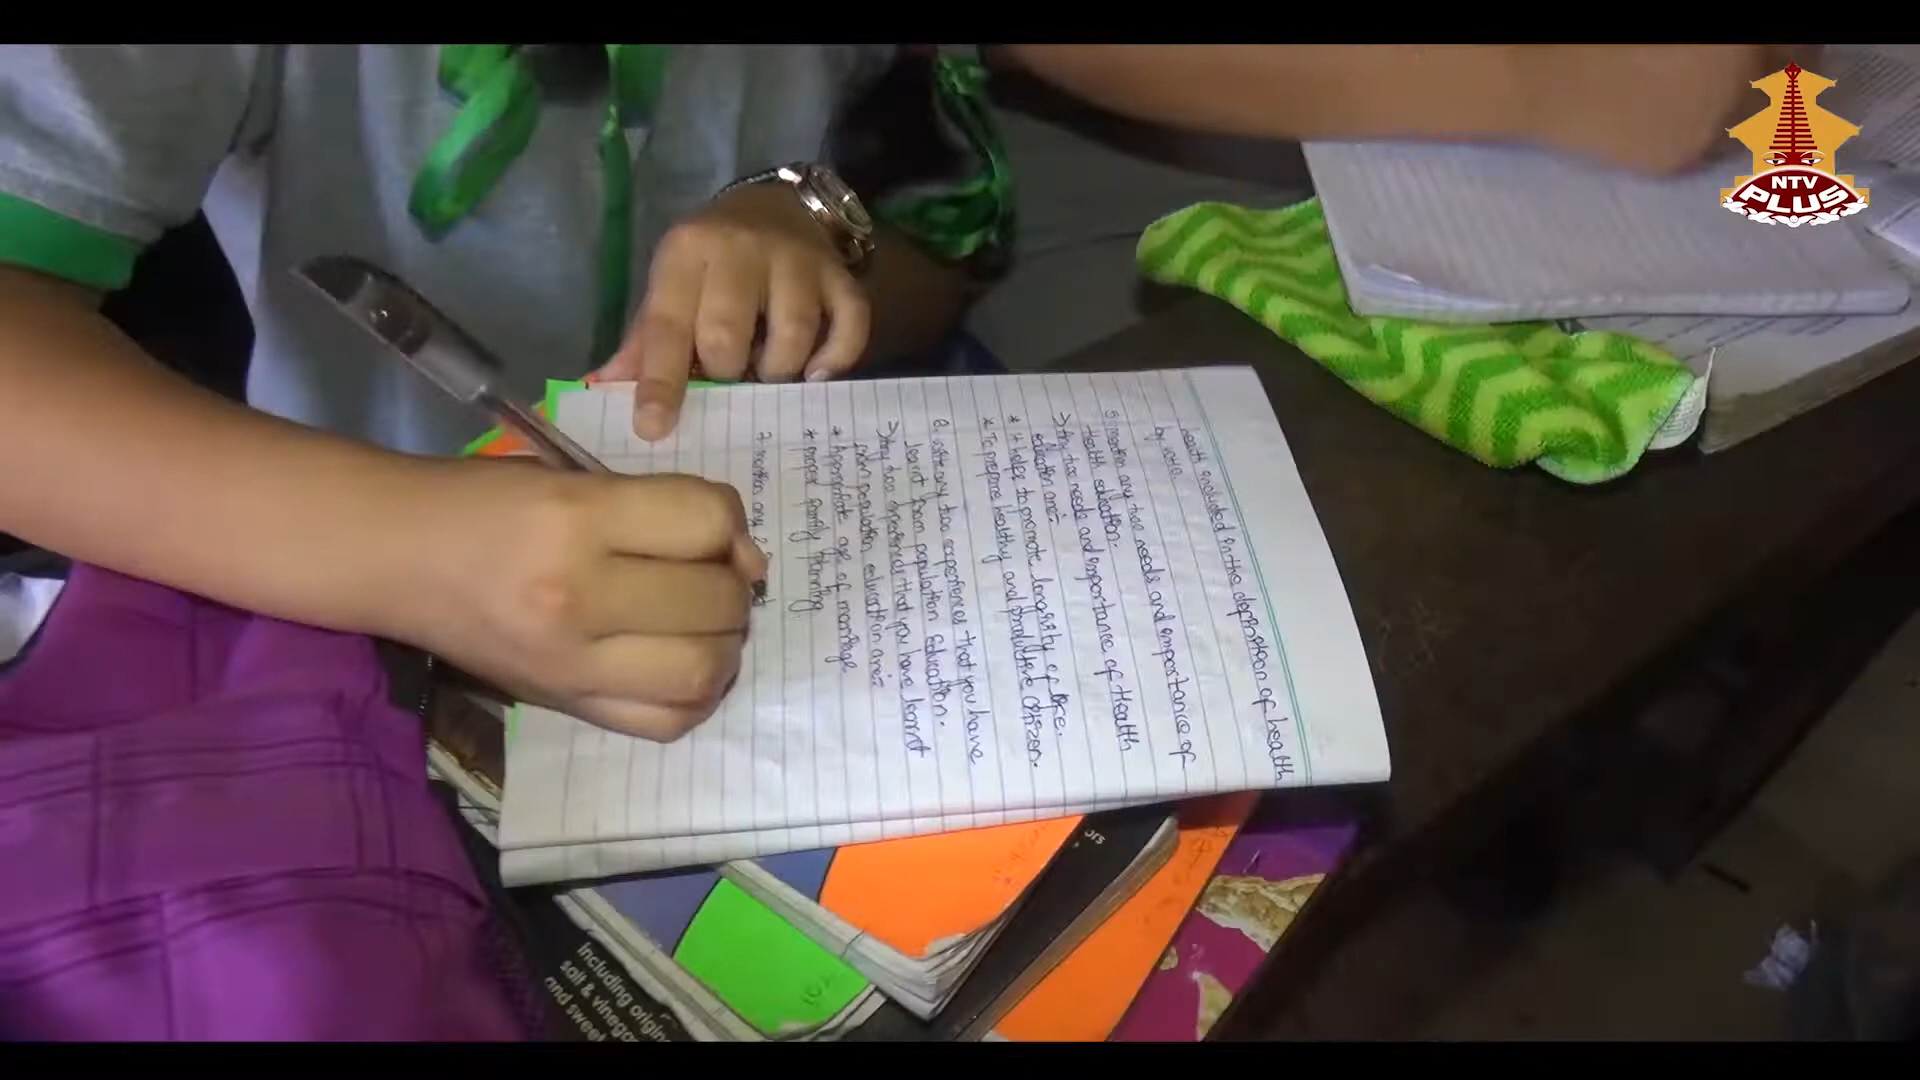 health included in the definition of health
by WHO
5. Mention any two needs and importance of
Health education.
→ Any two needs and importance of Health
education are:-
* It helps to promote longevity of life.
* To prepare healthy and productive citizen.
6. Write any two experiences that you have
learnt from population Education.
→ Any two experiences that you have learnt
from population education are:-
* Appropriate age of marriage
* proper family planning
7. Mention any 2
NTV
PLUS
ors
including origin
salt & vinega
and sweet